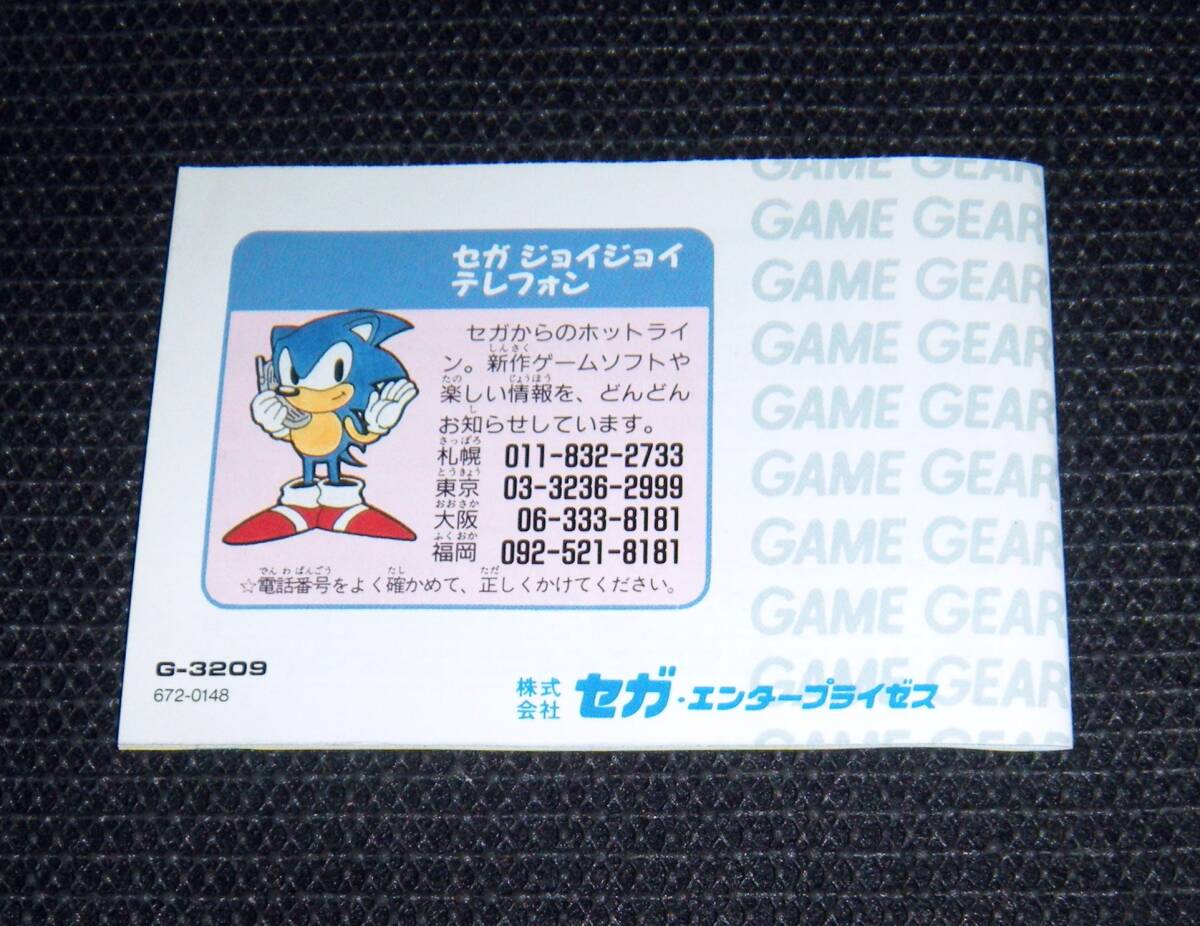 セガ ジョイジョイ
テレフォン
セガからのホットライ
ン。新作ゲームソフトや
楽しい情報を、どんどん
お知らせしています。
札幌 011-832-2733
東京 03-3236-2999
大阪 06-333-8181
福岡 092-521-8181
☆電話番号をよく確かめて、正しくかけてください。
G-3209
672-0148
株式会社 セガ・エンタープライゼス
GAME GEAR
GAME GEAR
GAME GEAR
GAME GEAR
GAME GEAR
GAME GEAR
GAME GEAR
GAME GEAR
GAME GEAR
GAME GEAR